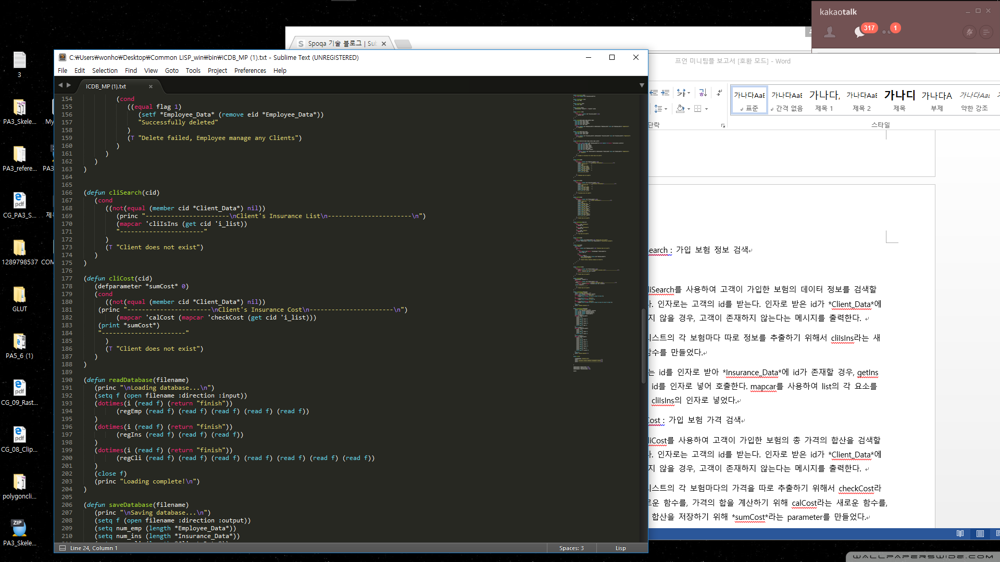 kakaotalk
317
1
Spoqa 기술 블로그 | Sub
C:₩Users₩wonho₩Desktop₩Common LISP_win₩bin₩ICDB_MP (1).txt - Sublime Text (UNREGISTERED)
File Edit Selection Find View Goto Tools Project Preferences Help
ICDB_MP (1).txt
154 (cond
155 ((equal flag 1)
156 (setf *Employee_Data* (remove eid *Employee_Data*))
157 "Successfully deleted"
158 )
159 (T "Delete failed, Employee manage any Clients")
160 )
161 )
162 )
163 )
164
165
166 (defun cliSearch(cid)
167 (cond
168 ((not(equal (member cid *Client_Data*) nil))
169 (princ "-----------------------\nClient's Insurance List\n-----------------------\n")
170 (mapcar 'cliIsIns (get cid 'i_list))
171 "-----------------------"
172 )
173 (T "Client does not exist")
174 )
175 )
176
177 (defun cliCost(cid)
178 (defparameter *sumCost* 0)
179 (cond
180 ((not(equal (member cid *Client_Data*) nil))
181 (princ "-----------------------\nClient's Insurance Cost\n-----------------------\n")
182 (mapcar 'calCost (mapcar 'checkCost (get cid 'i_list)))
183 (print *sumCost*)
184 "-----------------------"
185 )
186 (T "Client does not exist")
187 )
188 )
189
190 (defun readDatabase(filename)
191 (princ "\nLoading database...\n")
192 (setq f (open filename :direction :input))
193 (dotimes(i (read f) (return "finish"))
194 (regEmp (read f) (read f) (read f) (read f) (read f))
195 )
196 (dotimes(i (read f) (return "finish"))
197 (regIns (read f) (read f) (read f))
198 )
199 (dotimes(i (read f) (return "finish"))
200 (regCli (read f) (read f) (read f) (read f) (read f) (read f) (read f))
201 )
202 (close f)
203 (princ "Loading complete!\n")
204 )
205
206 (defun saveDatabase(filename)
207 (princ "\nSaving database...\n")
208 (setq f (open filename :direction :output))
209 (setq num_emp (length *Employee_Data*))
210 (setq num_ins (length *Insurance_Data*))
Line 24, Column 1
Spaces: 3
Lisp
프언 미니팀플 보고서 [호환 모드] - Word
가나다AaB 가나다AaB 가나다 가나다AaB 가나다 가나다A 가나다Aa
표준 간격 없음 제목 1 제목 2 제목 부제 약한 강조
단락
스타일
earch : 가입 보험 정보 검색
liSearch를 사용하여 고객이 가입한 보험의 데이터 정보를 검색할
. 인자로는 고객의 id를 받는다. 인자로 받은 id가 *Client_Data*에
지 않을 경우, 고객이 존재하지 않는다는 메시지를 출력한다.
리스트의 각 보험마다 따로 정보를 추출하기 위해서 cliIsIns라는 새
함수를 만들었다.
는 id를 인자로 받아 *Insurance_Data*에 id가 존재할 경우, getIns
id를 인자로 넣어 호출한다. mapcar를 사용하여 list의 각 요소를
cliIsIns의 인자로 넣었다.
Cost : 가입 보험 가격 검색
liCost를 사용하여 고객이 가입한 보험의 총 가격의 합산을 검색할
. 인자로는 고객의 id를 받는다. 인자로 받은 id가 *Client_Data*에
지 않을 경우, 고객이 존재하지 않는다는 메시지를 출력한다.
리스트의 각 보험마다의 가격을 따로 추출하기 위해서 checkCost라
로운 함수를, 가격의 합을 계산하기 위해 calCost라는 새로운 함수를,
합산을 저장하기 위해 *sumCost*라는 parameter를 만들었다.
3
PA3_Skele...
My
PA3_refere...
PA3
CG_PA3_S...
1289798537
COM
GLUT
PA5_6 (1)
CG_09_Rast...
CG_08_Clip...
polygoncli...
ZIP
PA3_Skele...
WALLPAPERSWIDE.COM